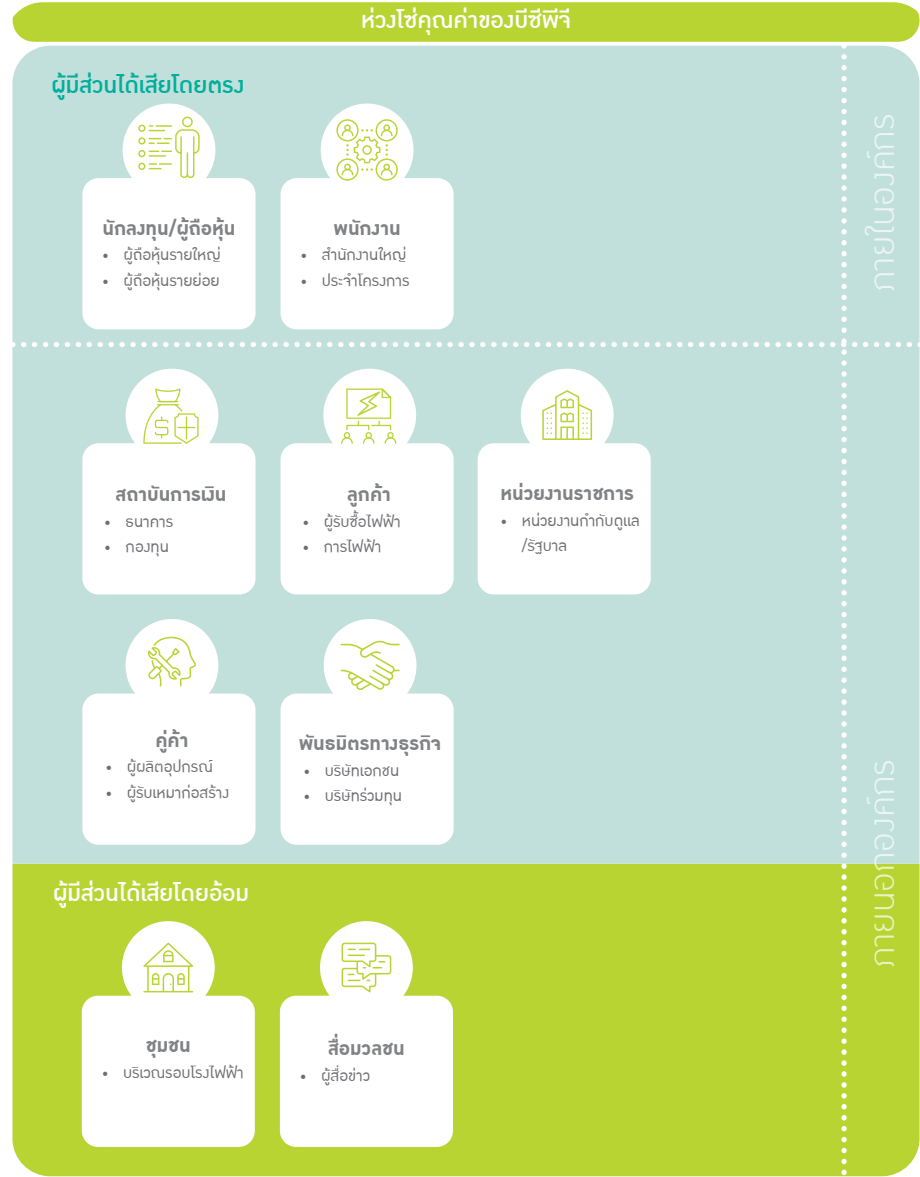 ห่วงโซ่คุณค่าของบีซีพีจี
ผู้มีส่วนได้เสียโดยตรง
ภายในองค์กร
นักลงทุน/ผู้ถือหุ้น
• ผู้ถือหุ้นรายใหญ่
• ผู้ถือหุ้นรายย่อย
พนักงาน
• สำนักงานใหญ่
• ประจำโครงการ
สถาบันการเงิน
• ธนาคาร
• กองทุน
ลูกค้า
• ผู้รับซื้อไฟฟ้า
• การไฟฟ้า
หน่วยงานราชการ
• หน่วยงานกำกับดูแล
/รัฐบาล
คู่ค้า
• ผู้ผลิตอุปกรณ์
• ผู้รับเหมาก่อสร้าง
พันธมิตรทางธุรกิจ
• บริษัทเอกชน
• บริษัทร่วมทุน
ภายนอกองค์กร
ผู้มีส่วนได้เสียโดยอ้อม
ชุมชน
• บริเวณรอบโรงไฟฟ้า
สื่อมวลชน
• ผู้สื่อข่าว